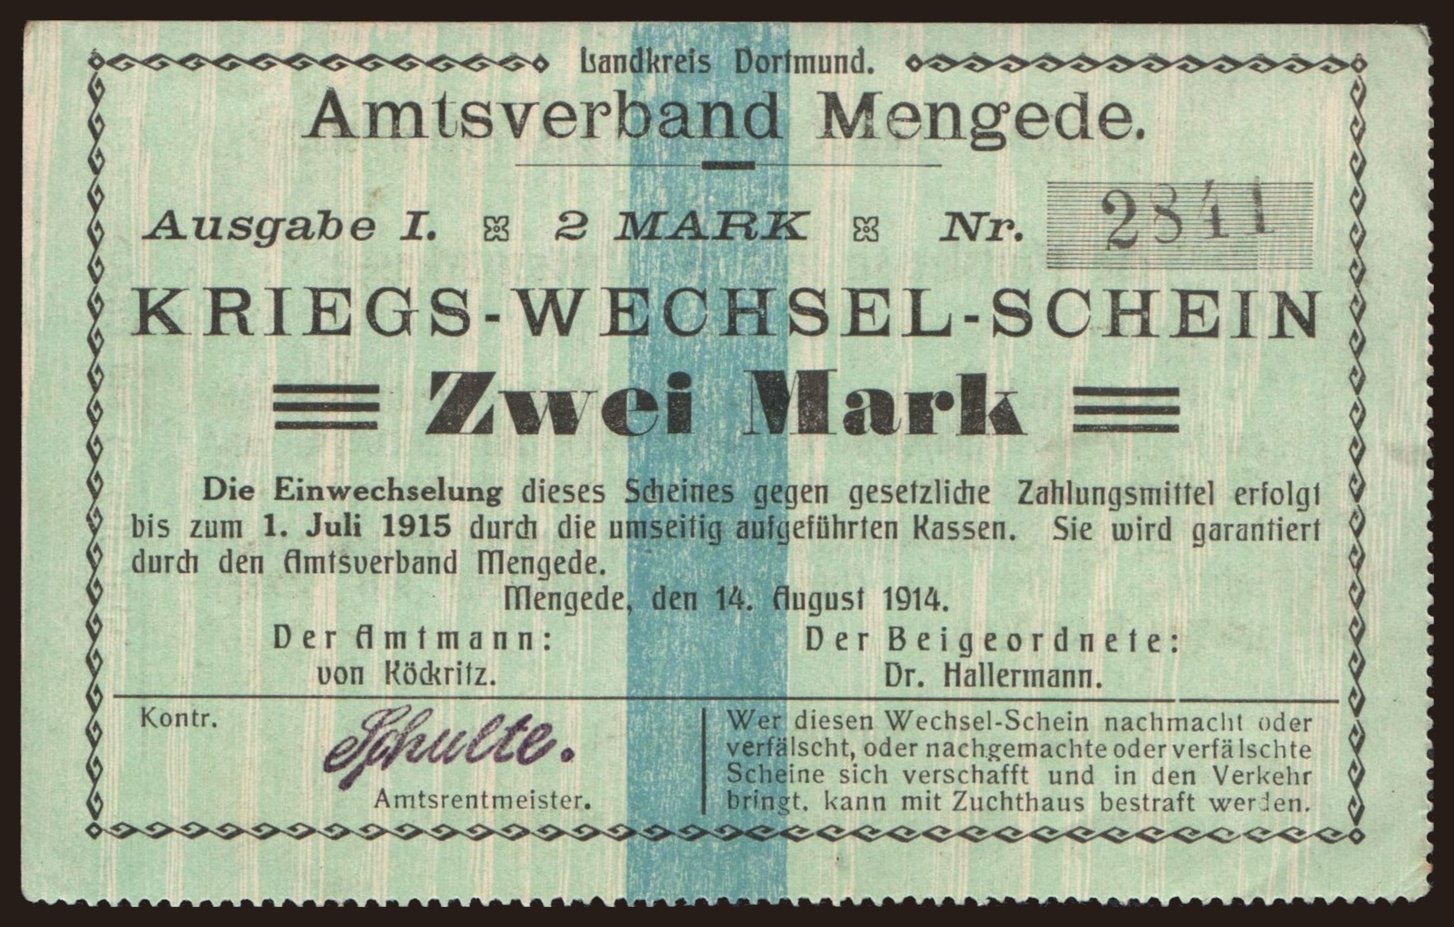 Landkreis Dortmund.
Amtsverband Mengede.
Ausgabe I. 2 MARK Nr. 2841
KRIEGS-WECHSEL-SCHEIN
Zwei Mark
Die Einwechselung dieses Scheines gegen gesetzliche Zahlungsmittel erfolgt
bis zum 1. Juli 1915 durch die umseitig aufgeführten Kassen. Sie wird garantiert
durch den Amtsverband Mengede.
Mengede, den 14. August 1914.
Der Amtmann:
von Köckritz.
Der Beigeordnete:
Dr. Hallermann.
Kontr.
Schulte.
Amtsrentmeister.
Wer diesen Wechsel-Schein nachmacht oder
verfälscht, oder nachgemachte oder verfälschte
Scheine sich verschafft und in den Verkehr
bringt, kann mit Zuchthaus bestraft werden.